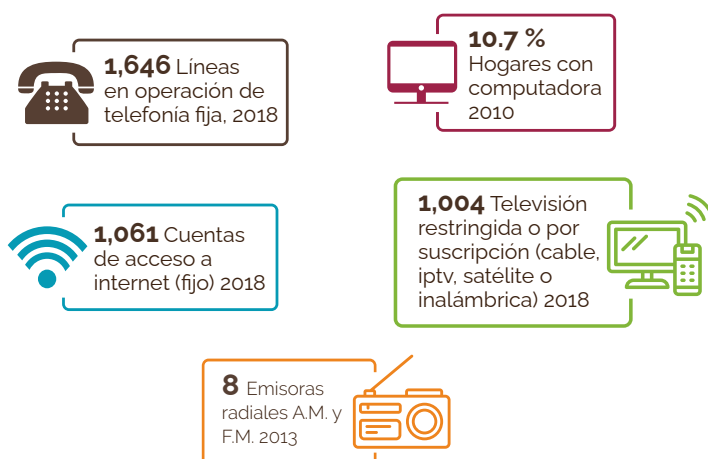 1,646 Líneas
en operación de
telefonía fija, 2018
10.7 %
Hogares con
computadora
2010
1,061 Cuentas
de acceso a
internet (fijo) 2018
1,004 Televisión
restringida o por
suscripción (cable,
iptv, satélite o
inalámbrica) 2018
8 Emisoras
radiales A.M. y
F.M. 2013